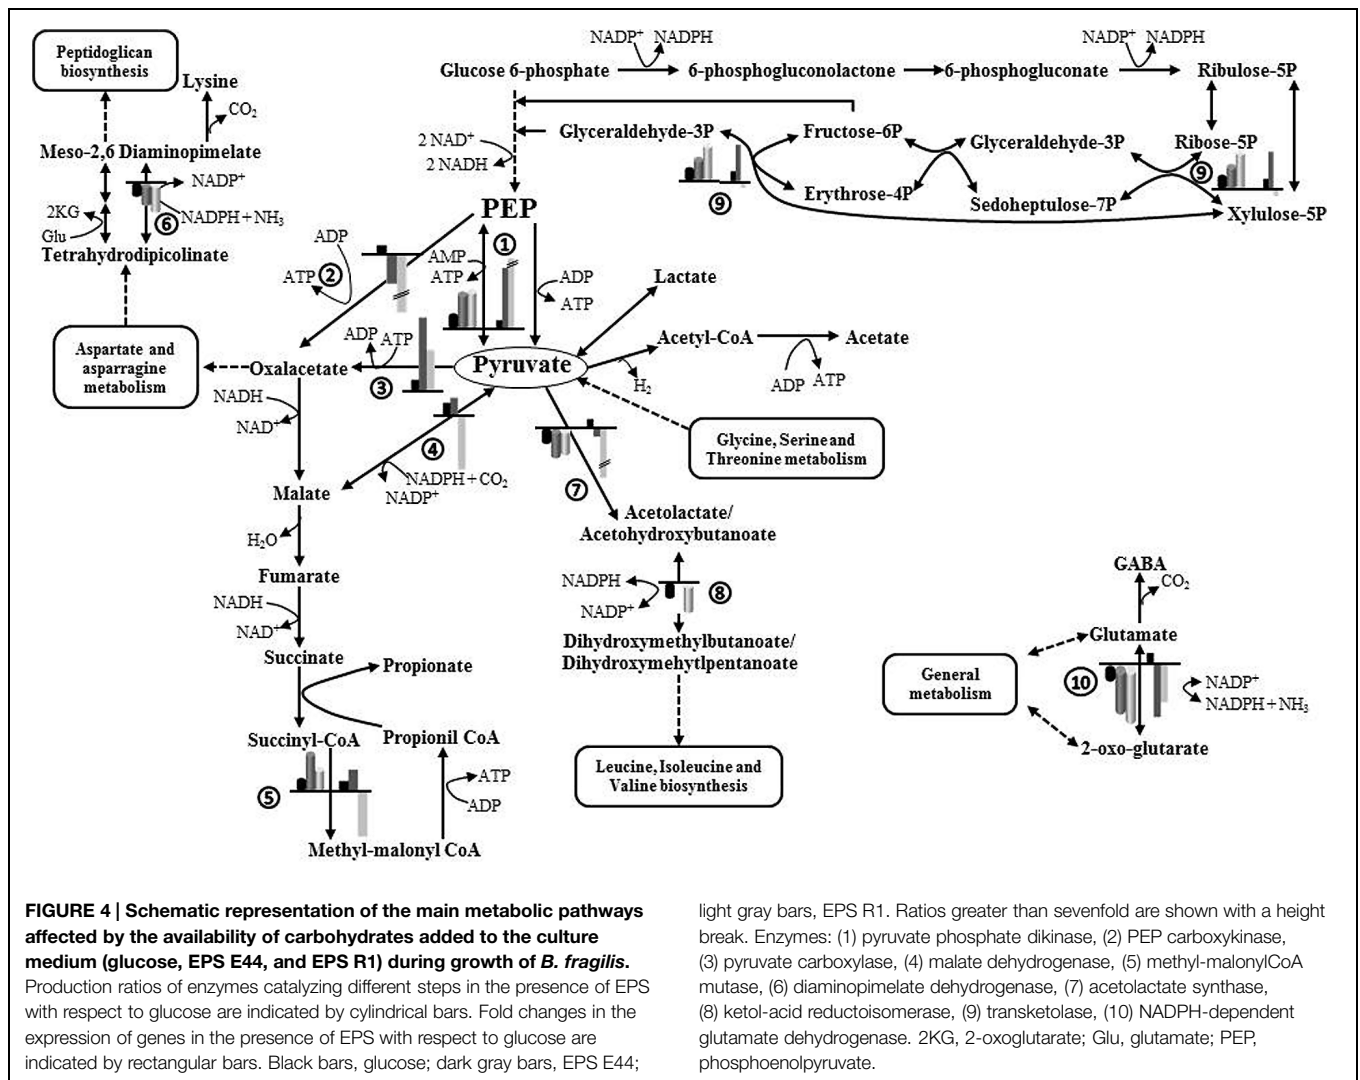 Peptidoglican
biosynthesis
Lysine
CO2
Meso-2,6 Diaminopimelate
NADP+
2KG
NADPH + NH3
Glu
6
Tetrahydrodipicolinate
Aspartate and
asparragine
metabolism
NADP+ NADPH
NADP+ NADPH
Glucose 6-phosphate
6-phosphogluconolactone
6-phosphogluconate
Ribulose-5P
2 NAD+
2 NADH
Glyceraldehyde-3P
Fructose-6P
Glyceraldehyde-3P
Ribose-5P
9
9
Erythrose-4P
Sedoheptulose-7P
Xylulose-5P
PEP
ADP
ATP
2
AMP
ATP
1
ADP
ATP
Lactate
ADP
ATP
Oxalacetate
3
Pyruvate
H2
Acetyl-CoA
Acetate
ADP
ATP
NADH
NAD+
4
NADPH + CO2
NADP+
Glycine, Serine and
Threonine metabolism
7
Malate
H2O
Fumarate
NADH
NAD+
Succinate
Propionate
Succinyl-CoA
Propionil CoA
5
ATP
ADP
Methyl-malonyl CoA
Acetolactate/
Acetohydroxybutanoate
NADPH
NADP+
8
Dihydroxymethylbutanoate/
Dihydroxymehytlpentanoate
Leucine, Isoleucine and
Valine biosynthesis
GABA
CO2
Glutamate
General
metabolism
10
NADP+
NADPH + NH3
2-oxo-glutarate
FIGURE 4 | Schematic representation of the main metabolic pathways
affected by the availability of carbohydrates added to the culture
medium (glucose, EPS E44, and EPS R1) during growth of B. fragilis.
Production ratios of enzymes catalyzing different steps in the presence of EPS
with respect to glucose are indicated by cylindrical bars. Fold changes in the
expression of genes in the presence of EPS with respect to glucose are
indicated by rectangular bars. Black bars, glucose; dark gray bars, EPS E44;
light gray bars, EPS R1. Ratios greater than sevenfold are shown with a height
break. Enzymes: (1) pyruvate phosphate dikinase, (2) PEP carboxykinase,
(3) pyruvate carboxylase, (4) malate dehydrogenase, (5) methyl-malonylCoA
mutase, (6) diaminopimelate dehydrogenase, (7) acetolactate synthase,
(8) ketol-acid reductoisomerase, (9) transketolase, (10) NADPH-dependent
glutamate dehydrogenase. 2KG, 2-oxoglutarate; Glu, glutamate; PEP,
phosphoenolpyruvate.